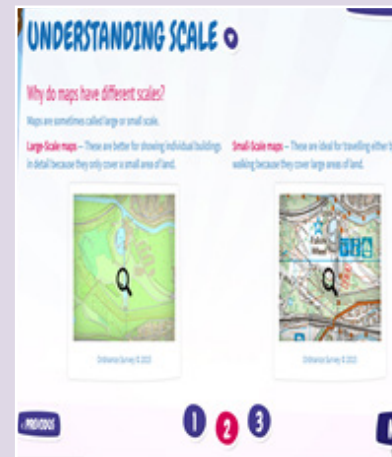 UNDERSTANDING SCALE
Why do maps have different scales?
Maps are sometimes called large or small scale.
Large-Scale maps – These are better for showing individual buildings
in detail because they only cover a small area of land.
Small-Scale maps – These are ideal for travelling either b
walking because they cover large areas of land.
Falkirk
Wheel
Ordnance Survey © 2023
Ordnance Survey © 2023
‹ PREVIOUS
1
2
3